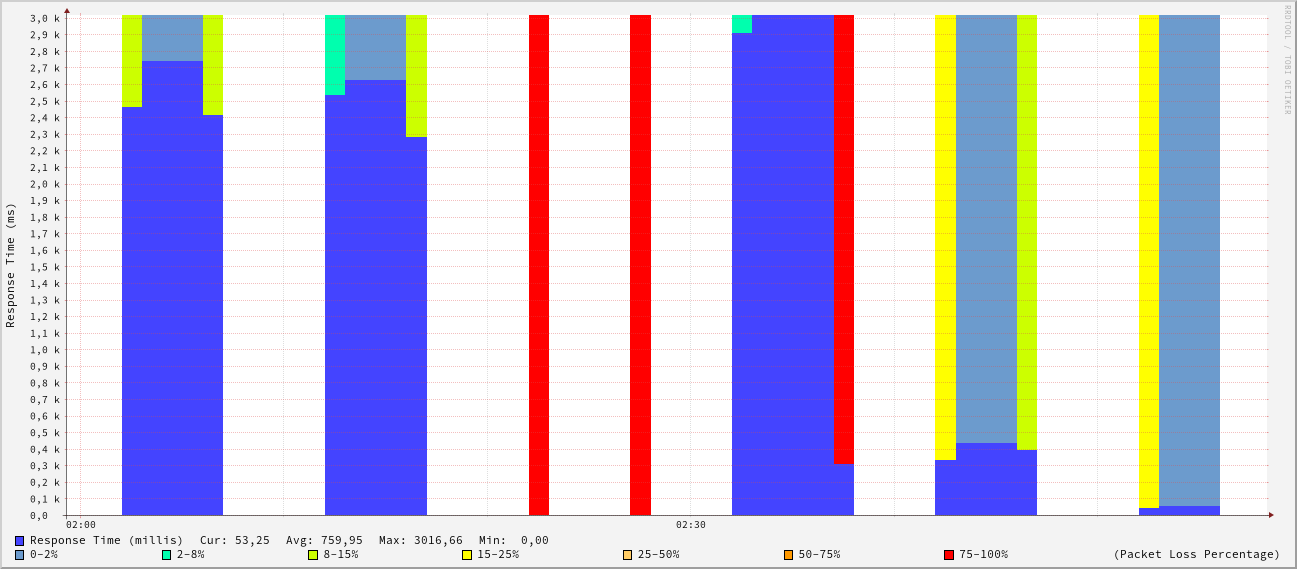 RRDTOOL / TOBI OETIKER
Response Time (ms)
3,0 k
2,9 k
2,8 k
2,7 k
2,6 k
2,5 k
2,4 k
2,3 k
2,2 k
2,1 k
2,0 k
1,9 k
1,8 k
1,7 k
1,6 k
1,5 k
1,4 k
1,3 k
1,2 k
1,1 k
1,0 k
0,9 k
0,8 k
0,7 k
0,6 k
0,5 k
0,4 k
0,3 k
0,2 k
0,1 k
0,0
02:00 02:30
Response Time (millis) Cur: 53,25 Avg: 759,95 Max: 3016,66 Min: 0,00
0-2% 2-8% 8-15% 15-25% 25-50% 50-75% 75-100% (Packet Loss Percentage)